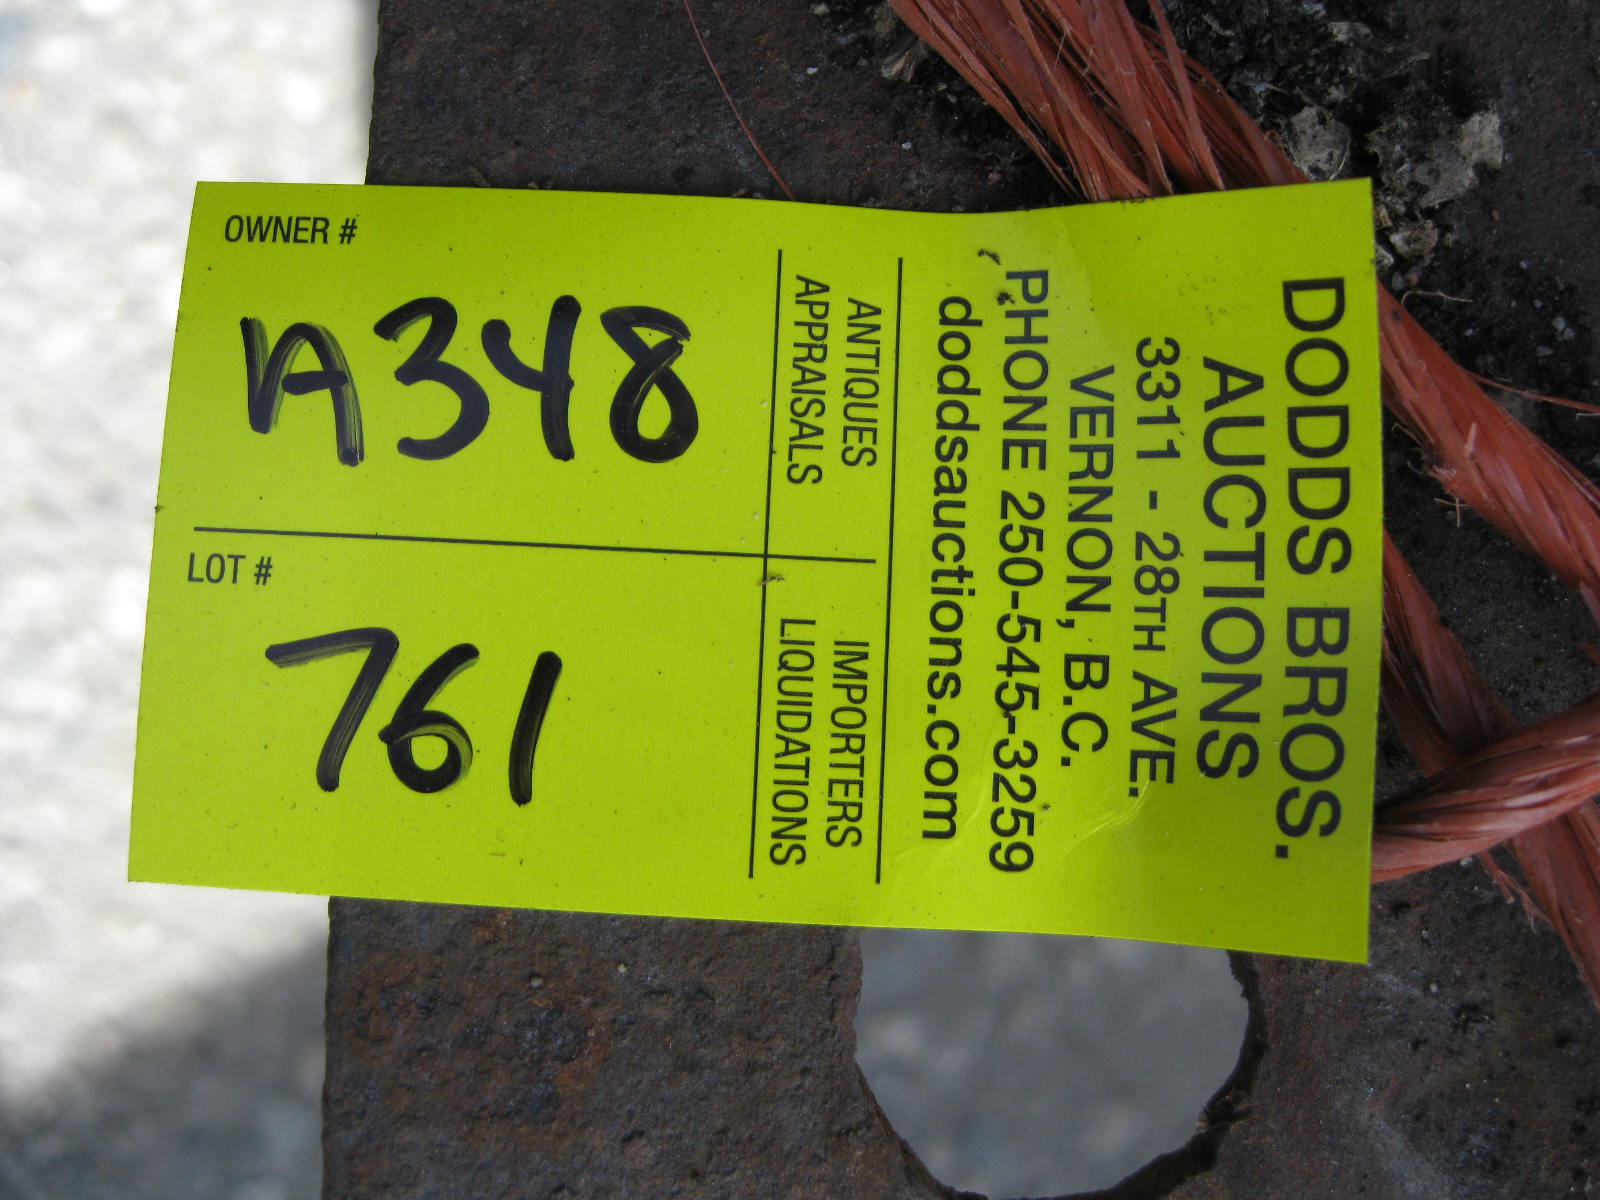 DODDS BROS.
AUCTIONS
3311 - 28TH AVE.
VERNON, B.C.
PHONE 250-545-3259
doddsauctions.com
ANTIQUES
APPRAISALS
IMPORTERS
LIQUIDATIONS
OWNER #
A348
LOT #
761